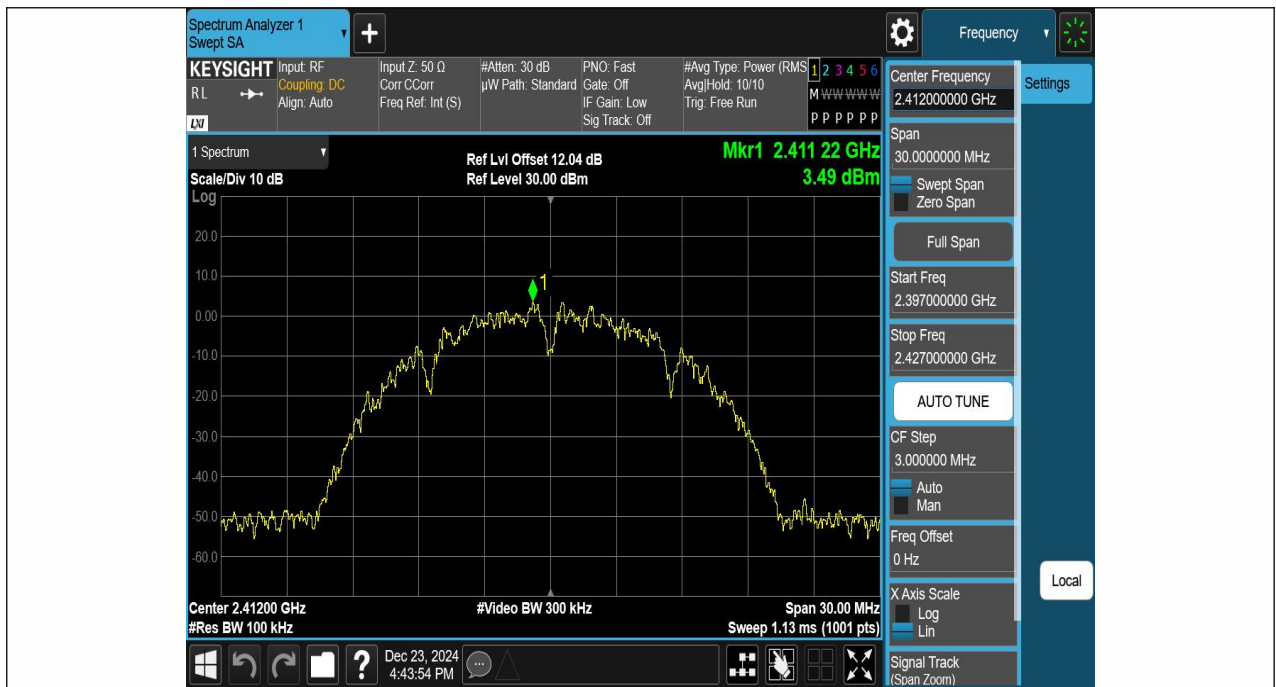 Spectrum Analyzer 1
Swept SA
+
Frequency
KEYSIGHT
RL
LXI
Input: RF
Coupling: DC
Align: Auto
Input Z: 50 Ω
Corr CCorr
Freq Ref: Int (S)
#Atten: 30 dB
µW Path: Standard
PNO: Fast
Gate: Off
IF Gain: Low
Sig Track: Off
#Avg Type: Power (RMS
Avg|Hold: 10/10
Trig: Free Run
1 2 3 4 5 6
M W W W W W
P P P P P P
1 Spectrum
Scale/Div 10 dB
Log
Ref Lvl Offset 12.04 dB
Ref Level 30.00 dBm
Mkr1 2.411 22 GHz
3.49 dBm
20.0
10.0
0.00
-10.0
-20.0
-30.0
-40.0
-50.0
-60.0
1
Center 2.41200 GHz
#Res BW 100 kHz
#Video BW 300 kHz
Span 30.00 MHz
Sweep 1.13 ms (1001 pts)
Center Frequency
2.412000000 GHz
Span
30.0000000 MHz
Swept Span
Zero Span
Full Span
Start Freq
2.397000000 GHz
Stop Freq
2.427000000 GHz
AUTO TUNE
CF Step
3.000000 MHz
Auto
Man
Freq Offset
0 Hz
X Axis Scale
Log
Lin
Signal Track
(Span Zoom)
Settings
Local
?
Dec 23, 2024
4:43:54 PM